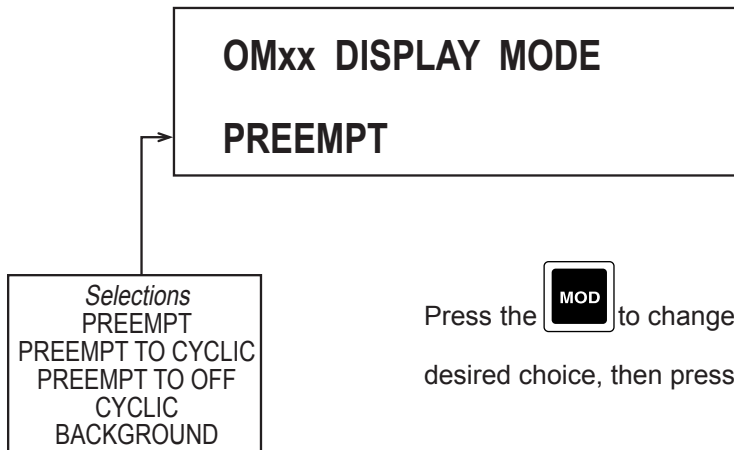 OMxx DISPLAY MODE
PREEMPT
Selections
PREEMPT
PREEMPT TO CYCLIC
PREEMPT TO OFF
CYCLIC
BACKGROUND
Press the MOD to change
desired choice, then press